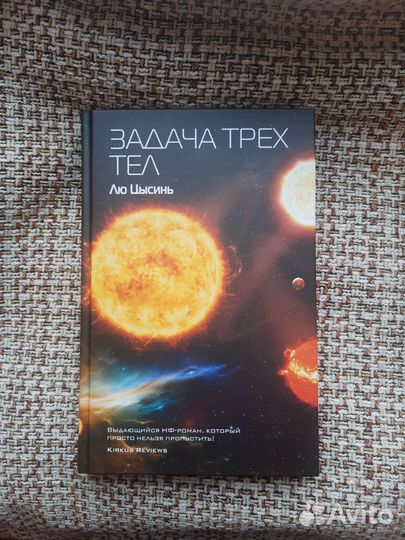 ЗАДАЧА ТРЕХ
ТЕЛ
Лю Цысинь
Выдающийся НФ-роман, который
просто нельзя пропустить!
Kirkus Reviews
Avito